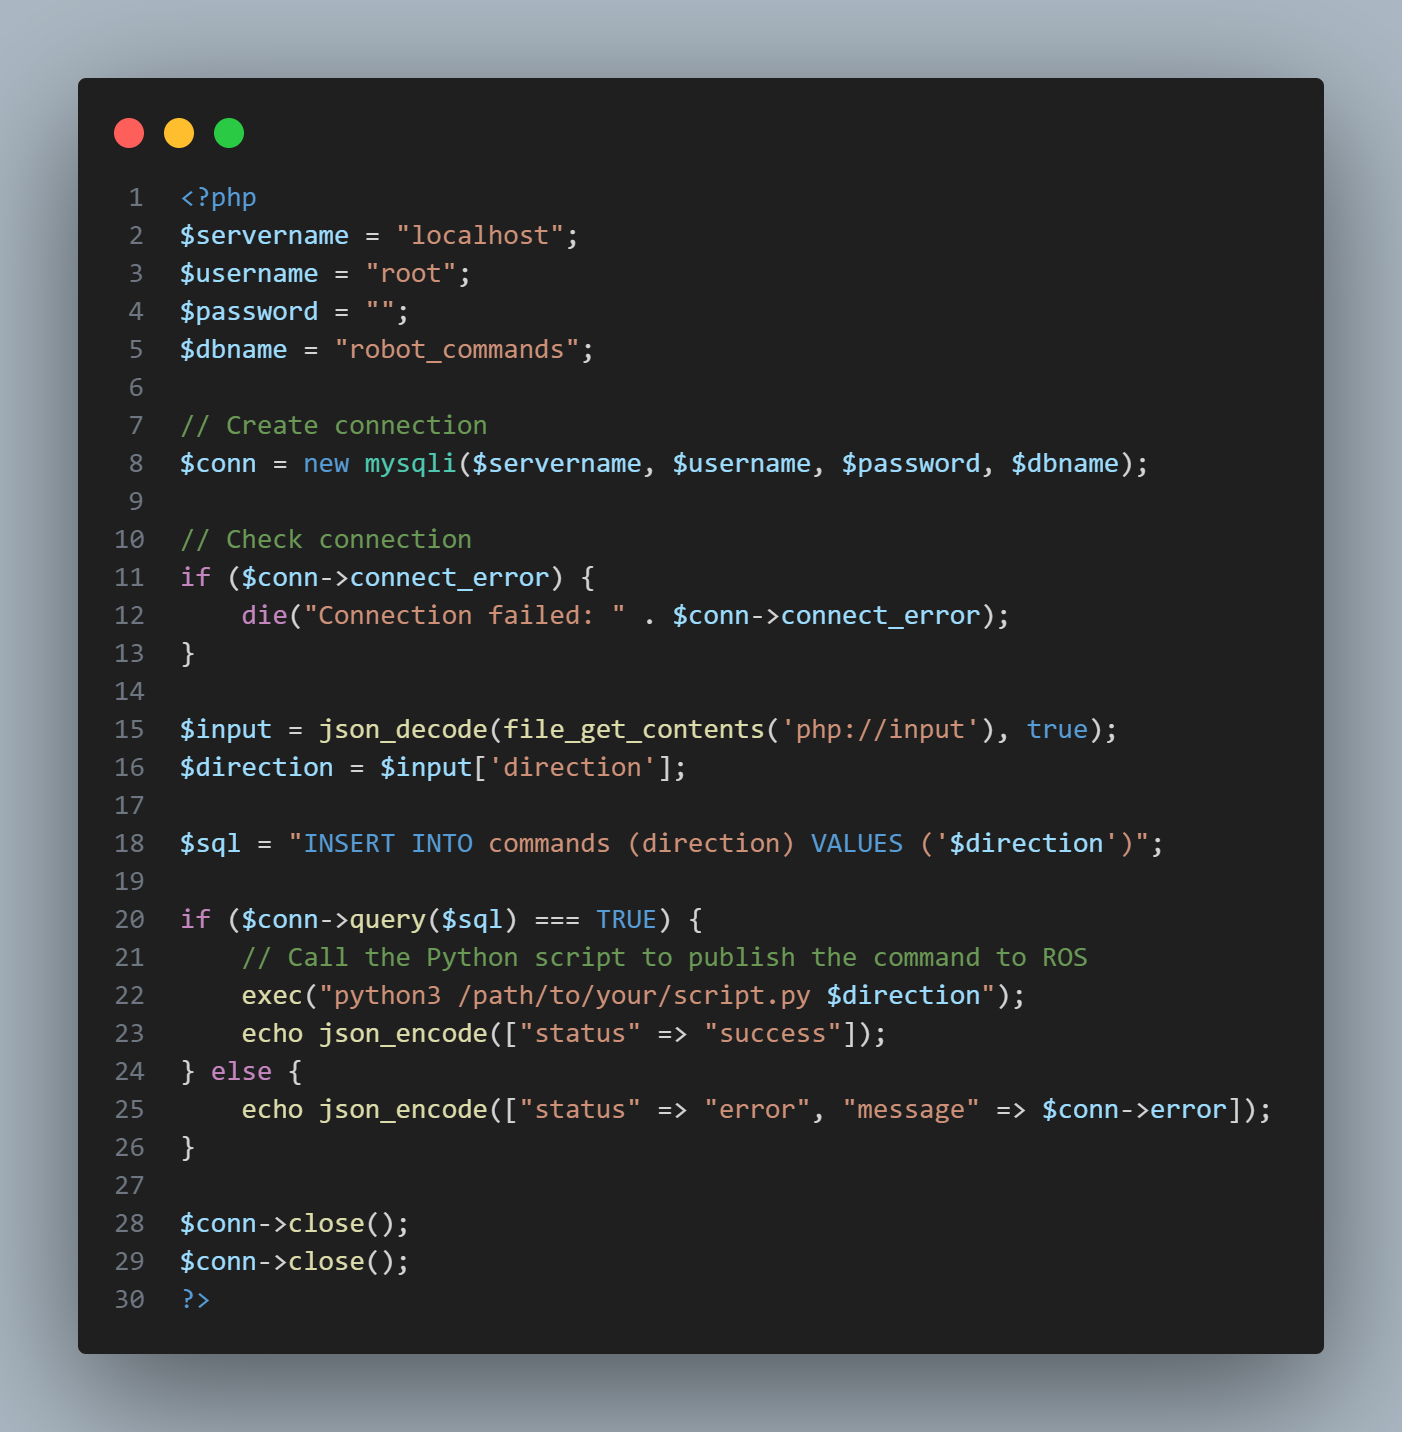 1 <?php
2 $servername = "localhost";
3 $username = "root";
4 $password = "";
5 $dbname = "robot_commands";
6
7 // Create connection
8 $conn = new mysqli($servername, $username, $password, $dbname);
9
10 // Check connection
11 if ($conn->connect_error) {
12     die("Connection failed: " . $conn->connect_error);
13 }
14
15 $input = json_decode(file_get_contents('php://input'), true);
16 $direction = $input['direction'];
17
18 $sql = "INSERT INTO commands (direction) VALUES ('$direction')";
19
20 if ($conn->query($sql) === TRUE) {
21     // Call the Python script to publish the command to ROS
22     exec("python3 /path/to/your/script.py $direction");
23     echo json_encode(["status" => "success"]);
24 } else {
25     echo json_encode(["status" => "error", "message" => $conn->error]);
26 }
27
28 $conn->close();
29 $conn->close();
30 ?>